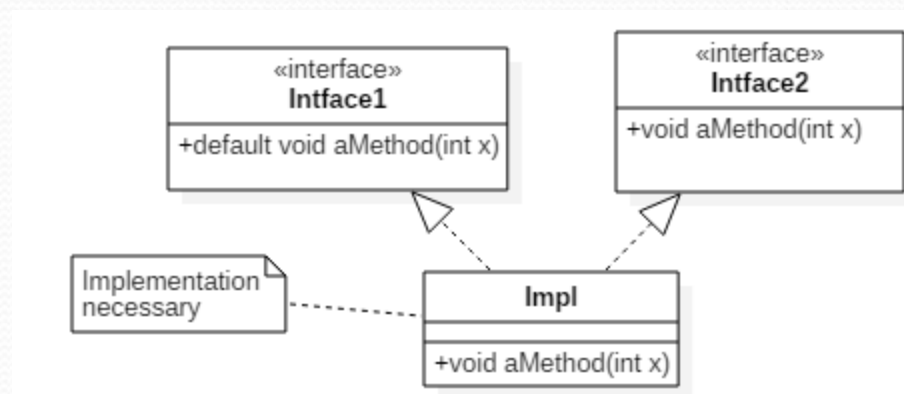 «interface»
Intface1
+default void aMethod(int x)
«interface»
Intface2
+void aMethod(int x)
Implementation
necessary
Impl
+void aMethod(int x)